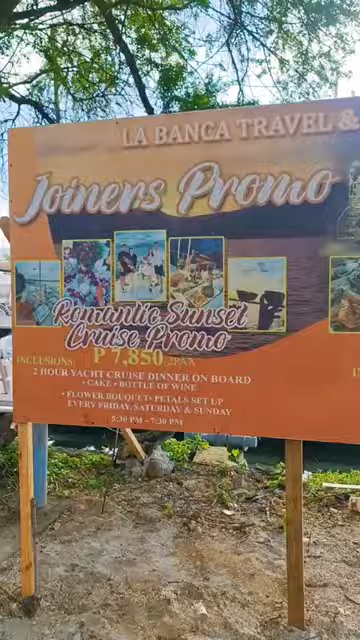 LA BANCA TRAVEL &
Joiners Promo
Romantic Sunset
Cruise Promo
INCLUSIONS: P 7,850/2PAX
2 HOUR YACHT CRUISE DINNER ON BOARD
• CAKE • BOTTLE OF WINE
• FLOWER BOUQUET • PETALS SET UP
EVERY FRIDAY, SATURDAY & SUNDAY
5:30 PM - 7:30 PM